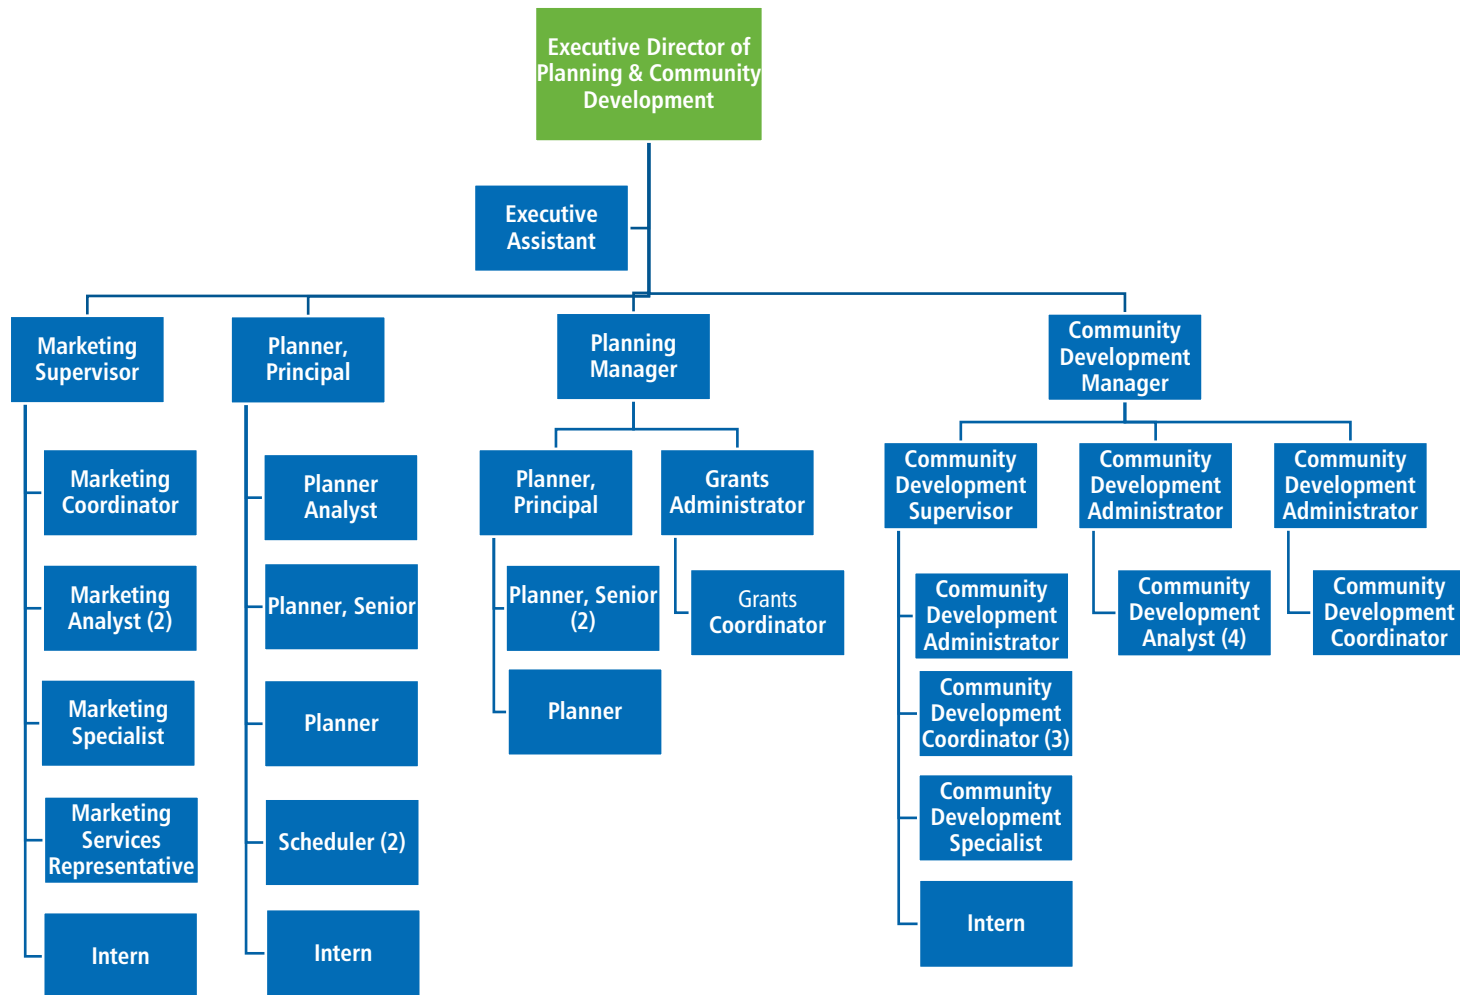 Executive Director of
Planning & Community
Development
Executive
Assistant
Marketing
Supervisor
Planner,
Principal
Planning
Manager
Community
Development
Manager
Marketing
Coordinator
Marketing
Analyst (2)
Marketing
Specialist
Marketing
Services
Representative
Intern
Planner
Analyst
Planner, Senior
Planner
Scheduler (2)
Intern
Planner,
Principal
Planner, Senior
(2)
Planner
Grants
Administrator
Grants
Coordinator
Community
Development
Supervisor
Community
Development
Administrator
Community
Development
Coordinator (3)
Community
Development
Specialist
Intern
Community
Development
Administrator
Community
Development
Analyst (4)
Community
Development
Administrator
Community
Development
Coordinator